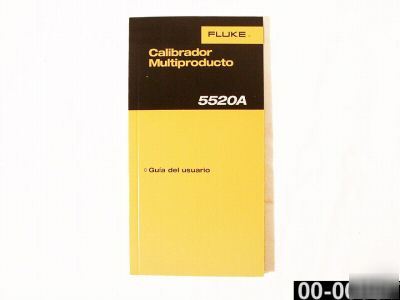 FLUKE
Calibrador
Multiproducto
5520A
Guía del usuario